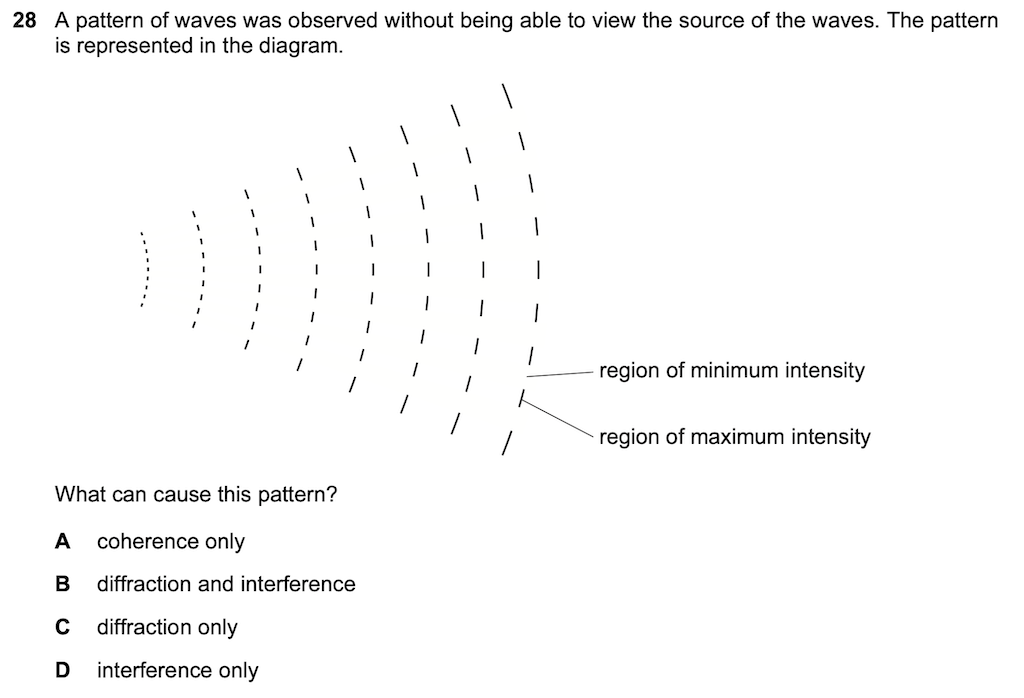 28 A pattern of waves was observed without being able to view the source of the waves. The pattern
is represented in the diagram.
region of minimum intensity
region of maximum intensity
What can cause this pattern?
A coherence only
B diffraction and interference
C diffraction only
D interference only